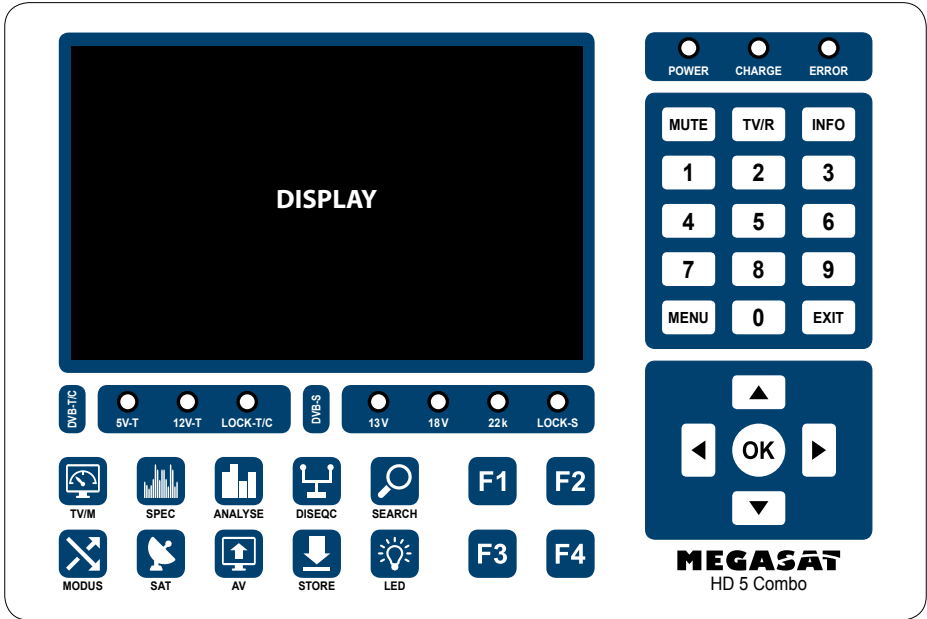 DISPLAY
POWER CHARGE ERROR
MUTE TV/R INFO
1 2 3
4 5 6
7 8 9
MENU 0 EXIT
DVB-T/C
5V-T 12V-T LOCK-T/C
DVB-S
13V 18V 22k LOCK-S
OK
F1 F2
TV/M SPEC ANALYSE DISEQC SEARCH
F3 F4
MODUS SAT AV STORE LED
MEGASAT
HD 5 Combo